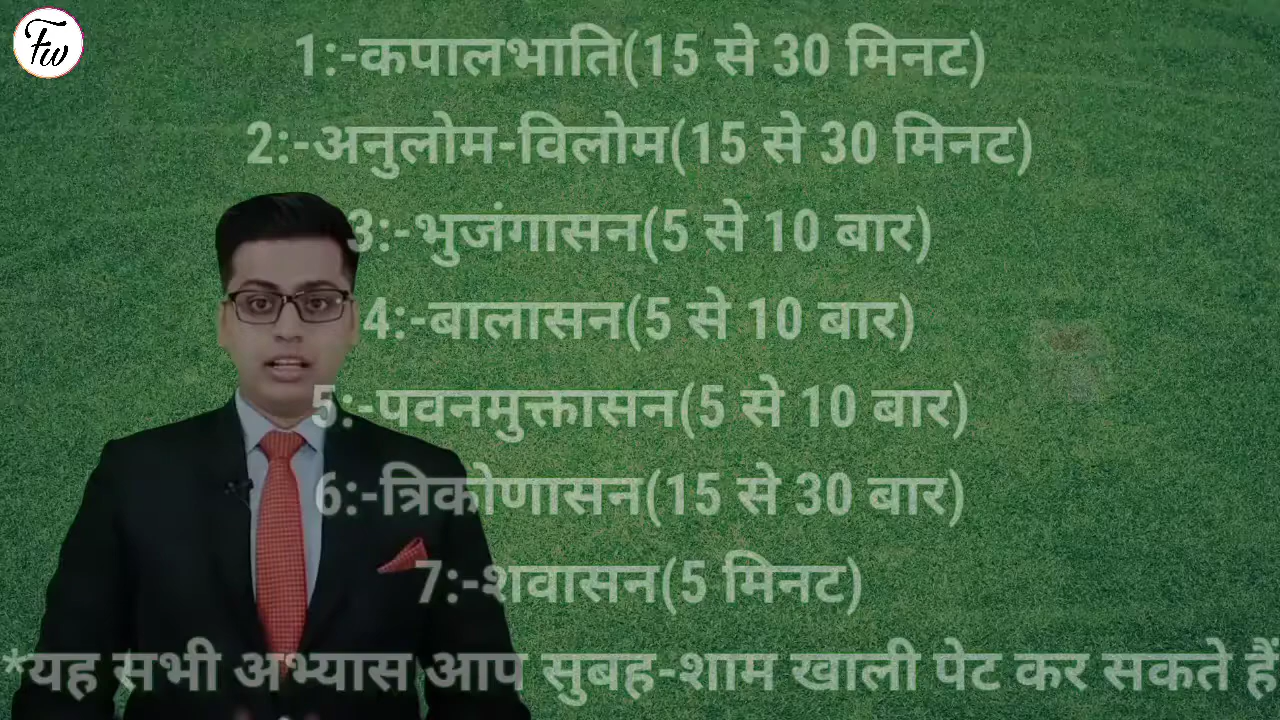 Fw
1:-कपालभाति(15 से 30 मिनट)
2:-अनुलोम-विलोम(15 से 30 मिनट)
3:-भुजंगासन(5 से 10 बार)
4:-बालासन(5 से 10 बार)
5:-पवनमुक्तासन(5 से 10 बार)
6:-त्रिकोणासन(15 से 30 बार)
7:-शवासन(5 मिनट)
*यह सभी अभ्यास आप सुबह-शाम खाली पेट कर सकते हैं